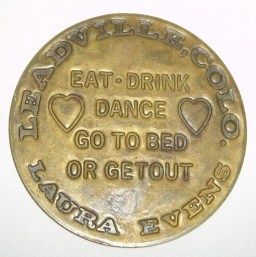 LEADVILLE, COLO.
EAT-DRINK
DANCE
GO TO BED
OR GETOUT
LAURA EVENS